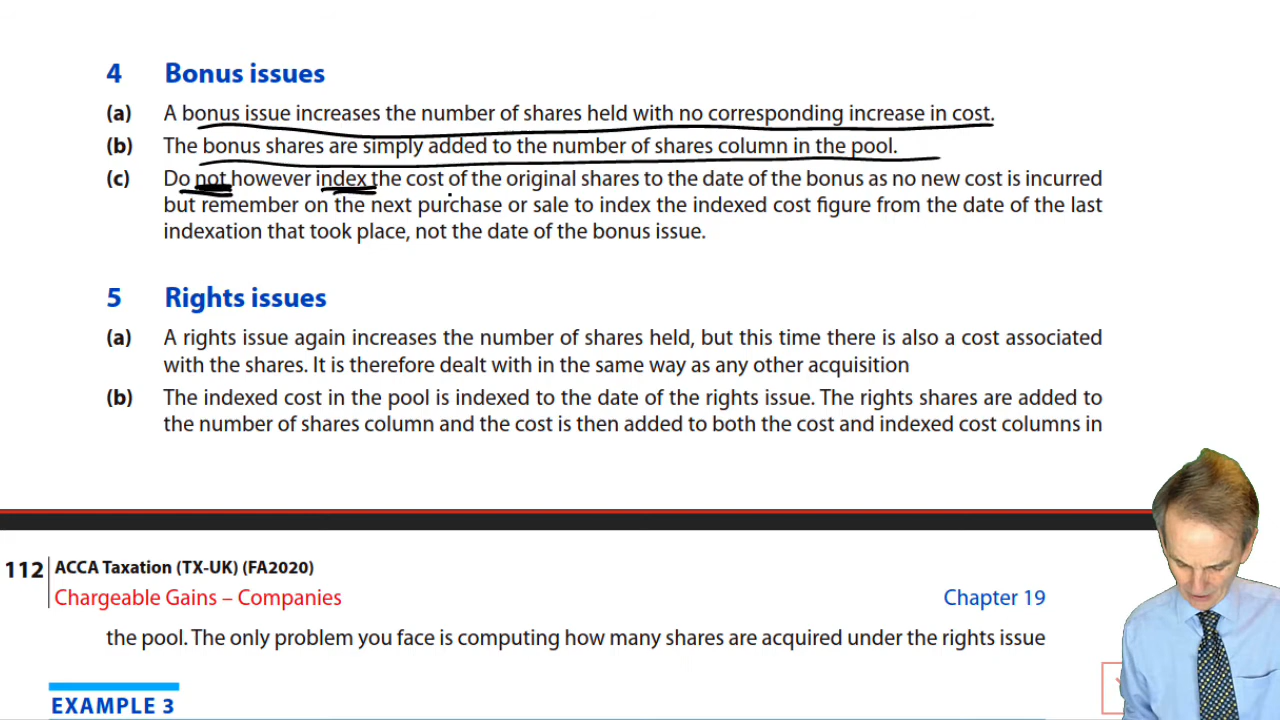 4 Bonus issues
(a) A bonus issue increases the number of shares held with no corresponding increase in cost.
(b) The bonus shares are simply added to the number of shares column in the pool.
(c) Do not however index the cost of the original shares to the date of the bonus as no new cost is incurred
but remember on the next purchase or sale to index the indexed cost figure from the date of the last
indexation that took place, not the date of the bonus issue.
5 Rights issues
(a) A rights issue again increases the number of shares held, but this time there is also a cost associated
with the shares. It is therefore dealt with in the same way as any other acquisition
(b) The indexed cost in the pool is indexed to the date of the rights issue. The rights shares are added to
the number of shares column and the cost is then added to both the cost and indexed cost columns in
112 ACCA Taxation (TX-UK) (FA2020)
Chargeable Gains – Companies Chapter 19
the pool. The only problem you face is computing how many shares are acquired under the rights issue
EXAMPLE 3